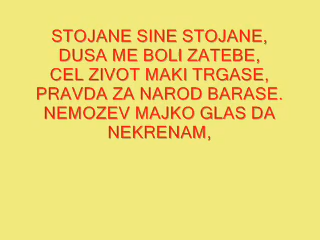 STOJANE SINE STOJANE,
DUSA ME BOLI ZATEBE,
CEL ZIVOT MAKI TRGASE,
PRAVDA ZA NAROD BARASE.
NEMOZEV MAJKO GLAS DA
NEKRENAM,